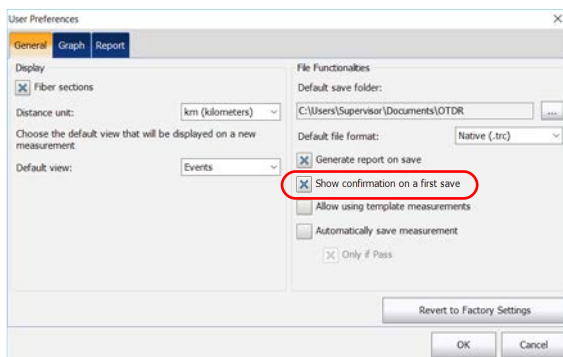 User Preferences
General Graph Report
Display
Fiber sections
Distance unit: km (kilometers)
Choose the default view that will be displayed on a new
measurement
Default view: Events
File Functionalities
Default save folder:
C:\Users\Supervisor\Documents\OTDR ...
Default file format: Native (.trc)
Generate report on save
Show confirmation on a first save
Allow using template measurements
Automatically save measurement
Only if Pass
Revert to Factory Settings
OK Cancel